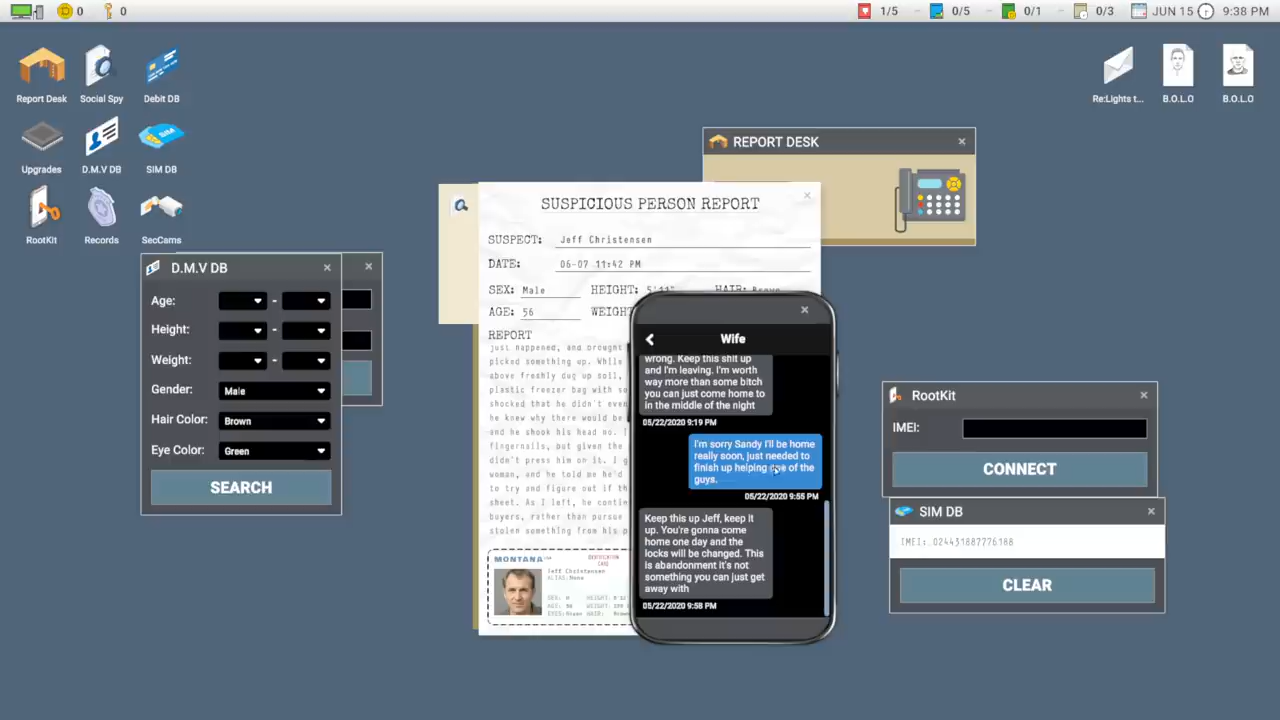 0 0 1/5 0/5 0/1 0/3 JUN 15 9:38 PM
Report Desk Social Spy Debit DB
Upgrades D.M.V DB SIM DB
RootKit Records SecCams
Re:Lights t... B.O.L.O B.O.L.O
REPORT DESK
D.M.V DB
Age: -
Height: -
Weight: -
Gender: Male
Hair Color: Brown
Eye Color: Green
SEARCH
SUSPICIOUS PERSON REPORT
SUSPECT: Jeff Christensen
DATE: 06-07 11:42 PM
SEX: Male HEIGHT: 5'11" HAIR: Brown
AGE: 56 WEIGHT
REPORT
just happened, and brought
picked something up. While
above freshly dug up soil,
plastic freezer bag with so
shocked that he didn't even
he knew why there would be
and he shook his head no. I
fingernails, but given the
didn't press him on it. I g
woman, and he told me he'd
to try and figure out if th
sheet. As I left, he contin
buyers, rather than pursue
stolen something from his p
MONTANA
IDENTIFICATION
CARD
Jeff Christensen
ALIAS:None
Wife
wrong. Keep this shit up
and I'm leaving. I'm worth
way more than some bitch
you can just come home to
in the middle of the night
05/22/2020 9:19 PM
I'm sorry Sandy I'll be home
really soon, just needed to
finish up helping one of the
guys.
05/22/2020 9:55 PM
Keep this up Jeff, keep it
up. You're gonna come
home one day and the
locks will be changed. This
is abandonment it's not
something you can just get
away with
05/22/2020 9:58 PM
RootKit
IMEI:
CONNECT
SIM DB
IMEI: 024431887776188
CLEAR